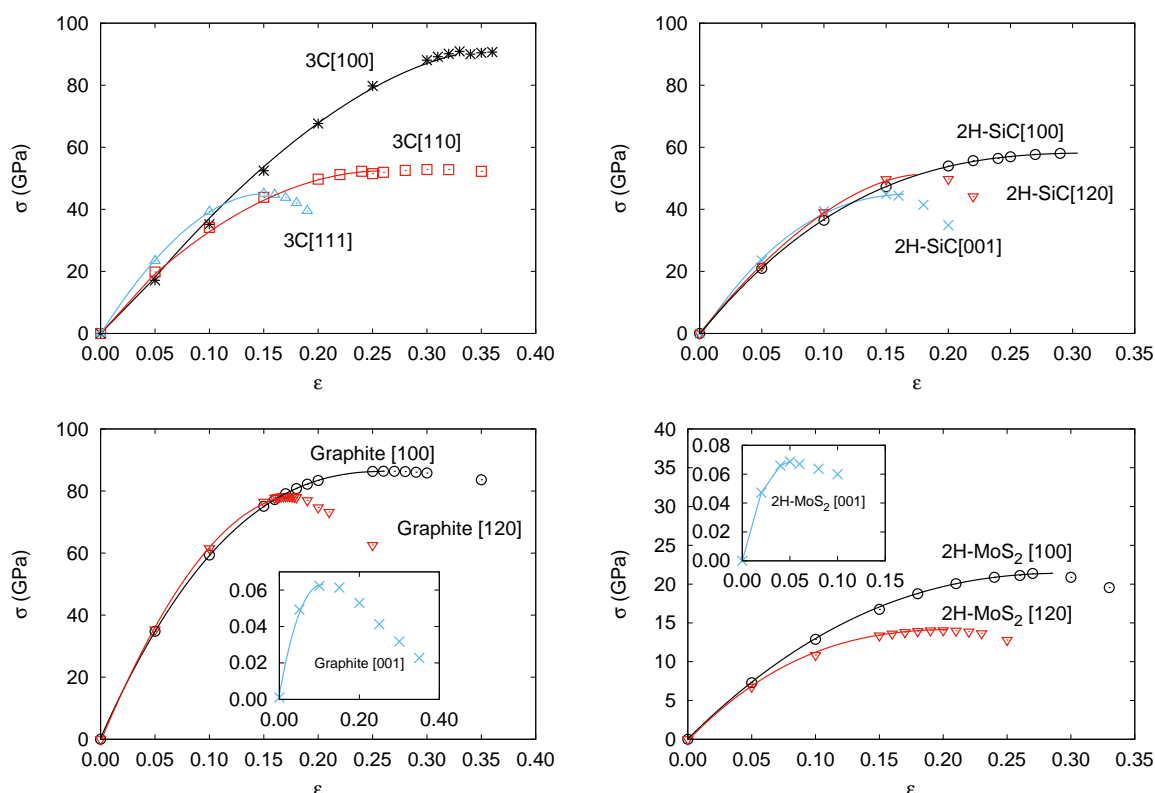 100
80
60
40
20
0
σ (GPa)
3C[100]
3C[110]
3C[111]
0.00 0.05 0.10 0.15 0.20 0.25 0.30 0.35 0.40
ε
100
80
60
40
20
0
σ (GPa)
2H-SiC[100]
2H-SiC[120]
2H-SiC[001]
0.00 0.05 0.10 0.15 0.20 0.25 0.30 0.35
ε
100
80
60
40
20
0
σ (GPa)
Graphite [100]
Graphite [120]
0.06
0.04
0.02
0.00
Graphite [001]
0.00 0.20 0.40
0.00 0.05 0.10 0.15 0.20 0.25 0.30 0.35 0.40
ε
40
35
30
25
20
15
10
5
0
σ (GPa)
0.08
0.06
0.04
0.02
0.00
2H-MoS2 [001]
0.00 0.05 0.10 0.15
2H-MoS2 [100]
2H-MoS2 [120]
0.00 0.05 0.10 0.15 0.20 0.25 0.30 0.35
ε